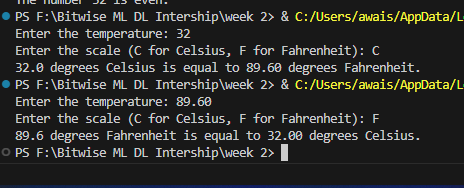 The number 32 is even.
PS F:\Bitwise ML DL Intership\week 2> & C:/Users/awais/AppData/L
Enter the temperature: 32
Enter the scale (C for Celsius, F for Fahrenheit): C
32.0 degrees Celsius is equal to 89.60 degrees Fahrenheit.
PS F:\Bitwise ML DL Intership\week 2> & C:/Users/awais/AppData/L
Enter the temperature: 89.60
Enter the scale (C for Celsius, F for Fahrenheit): F
89.6 degrees Fahrenheit is equal to 32.00 degrees Celsius.
PS F:\Bitwise ML DL Intership\week 2>